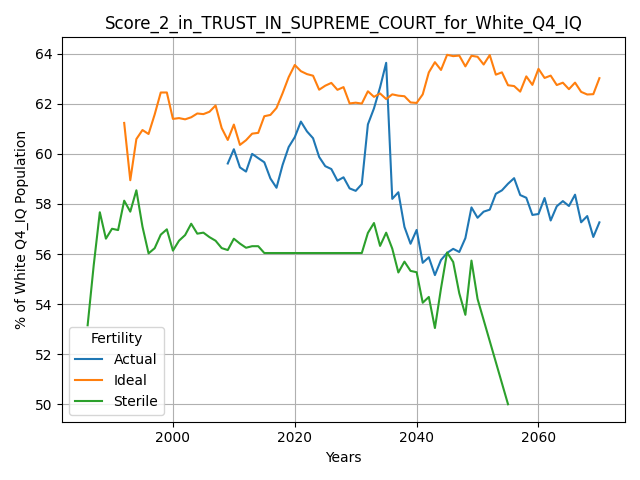 Score_2_in_TRUST_IN_SUPREME_COURT_for_White_Q4_IQ
% of White Q4_IQ Population
64
62
60
58
56
54
52
50
Fertility
Actual
Ideal
Sterile
2000
2020
2040
2060
Years